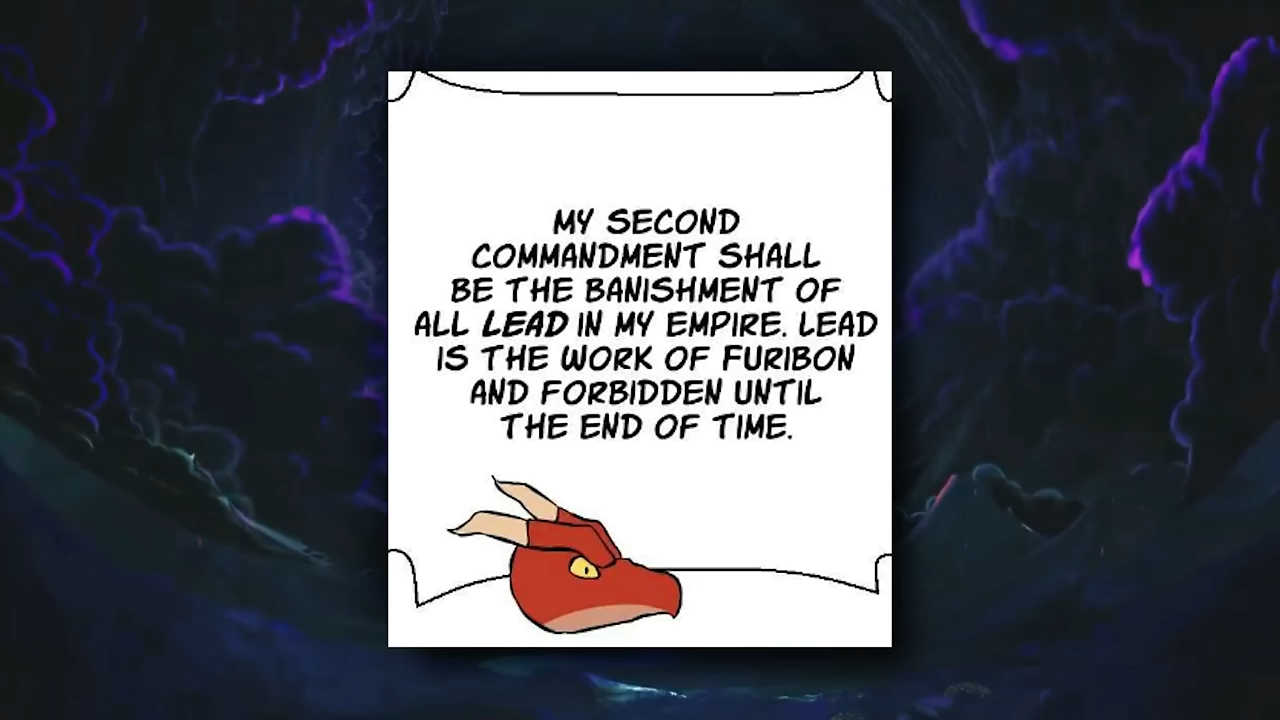 MY SECOND
COMMANDMENT SHALL
BE THE BANISHMENT OF
ALL LEAD IN MY EMPIRE. LEAD
IS THE WORK OF FURIBON
AND FORBIDDEN UNTIL
THE END OF TIME.